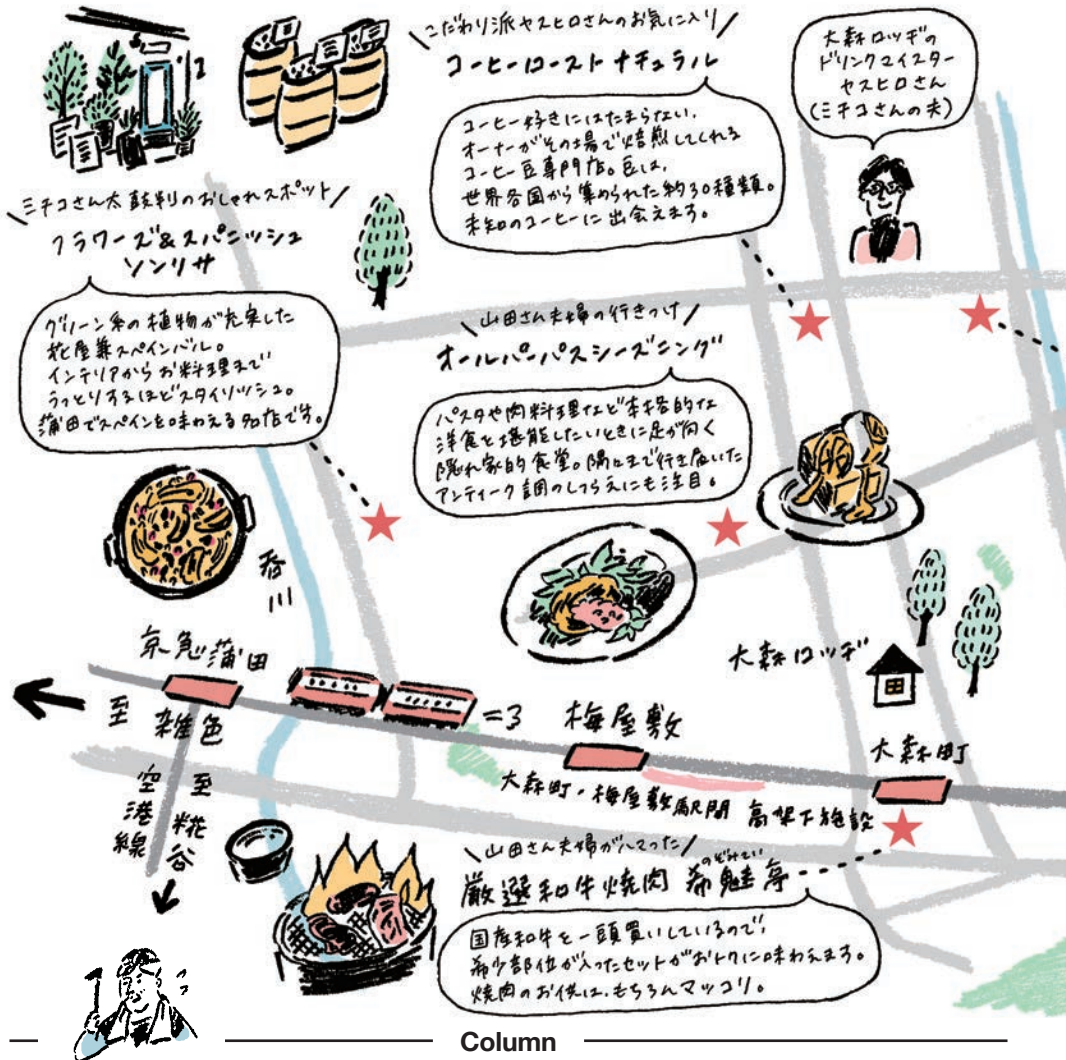 こだわり派ヤスヒロさんのお気に入り
コーヒーロースト ナチュラル
コーヒー好きにはたまらない、
オーナーがその場で焙煎してくれる
コーヒー豆専門店。豆は、
世界各国から集められた約30種類。
未知のコーヒーに出会えます。
大森ロッヂの
ドリンクマイスター
ヤスヒロさん
(ミチコさんの夫)
ミチコさん太鼓判のおしゃれスポット
フラワーズ&スパニッシュ
ソンリサ
グリーン系の植物が充実した
花屋兼スペインバル。
インテリアからお料理まで
うっとりするほどスタイリッシュ。
蒲田でスペインを味わえる名店です。
山田さん夫婦の行きつけ
オールパーパスシーズニング
パスタや肉料理など本格的な
洋食を堪能したいときに足が向く
隠れ家的食堂。隅々まで行き届いた
アンティーク調のしつらえにも注目。
呑川
京急蒲田
至 雑色
至 糀谷
空港線
=3
梅屋敷
大森ロッヂ
大森町
大森町・梅屋敷駅間 高架下施設
山田さん夫婦がハマった
のぞみてい
厳選和牛焼肉 希魅亭
国産和牛を一頭買いしているので、
希少部位が入ったセットがおトクに味わえます。
焼肉のお供は、もちろんマッコリ。
Column